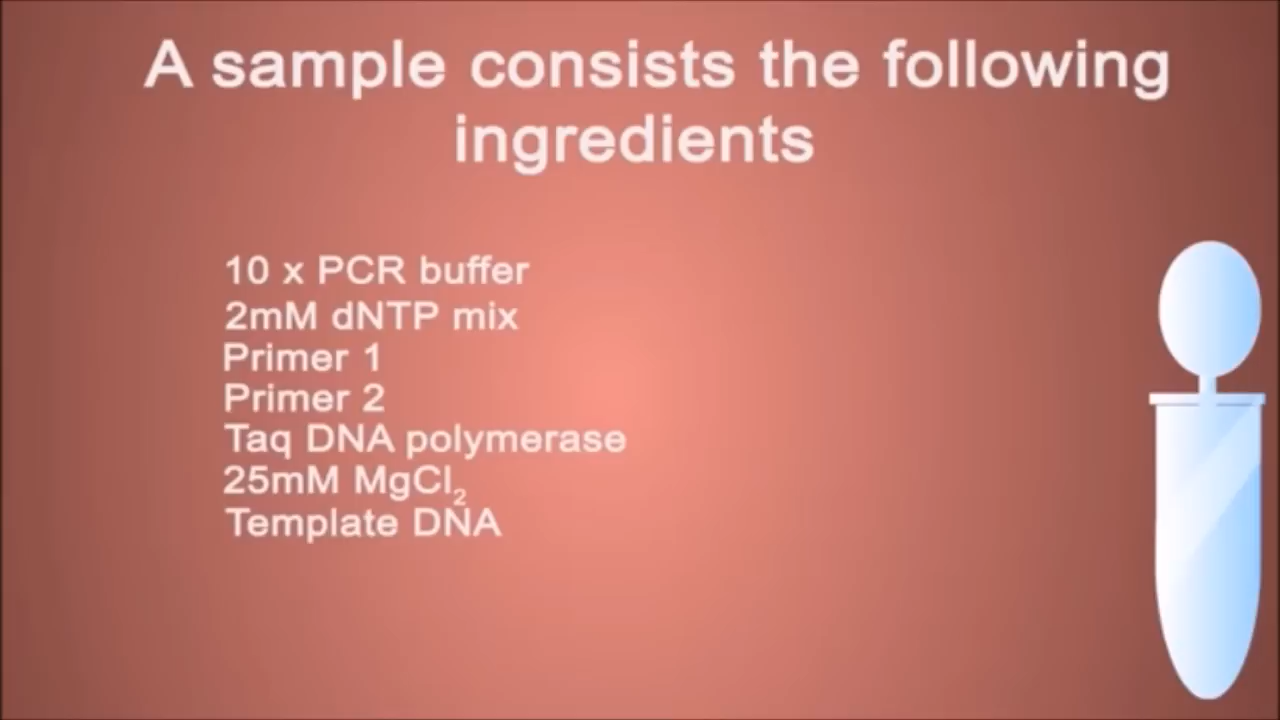 A sample consists the following
ingredients
10 x PCR buffer
2mM dNTP mix
Primer 1
Primer 2
Taq DNA polymerase
25mM MgCl₂
Template DNA